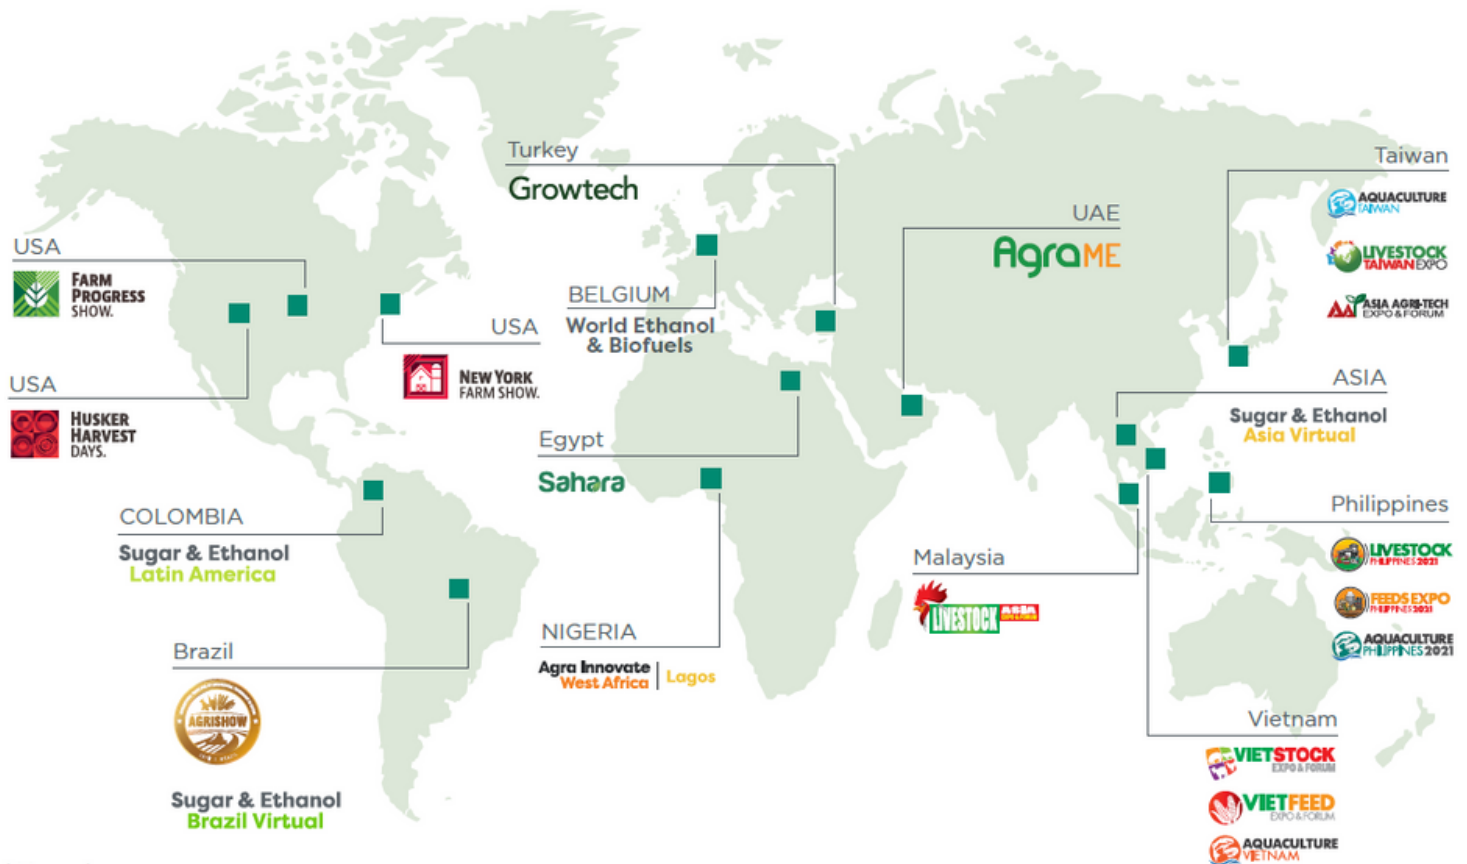 Turkey
Growtech
Taiwan
AQUACULTURE
TAIWAN
LIVESTOCK
TAIWAN EXPO
ASIA AGRI-TECH
EXPO & FORUM
UAE
AgraME
USA
FARM
PROGRESS
SHOW.
BELGIUM
World Ethanol
& Biofuels
USA
NEW YORK
FARM SHOW.
USA
HUSKER
HARVEST
DAYS.
ASIA
Sugar & Ethanol
Asia Virtual
Egypt
Sahara
COLOMBIA
Sugar & Ethanol
Latin America
Philippines
LIVESTOCK
PHILIPPINES 2021
FEEDS EXPO
PHILIPPINES 2021
AQUACULTURE
PHILIPPINES 2021
Malaysia
LIVESTOCK ASIA
EXPO & FORUM
NIGERIA
Agra Innovate
West Africa | Lagos
Brazil
AGRISHOW
Sugar & Ethanol
Brazil Virtual
Vietnam
VIETSTOCK
EXPO & FORUM
VIETFEED
EXPO & FORUM
AQUACULTURE
VIETNAM